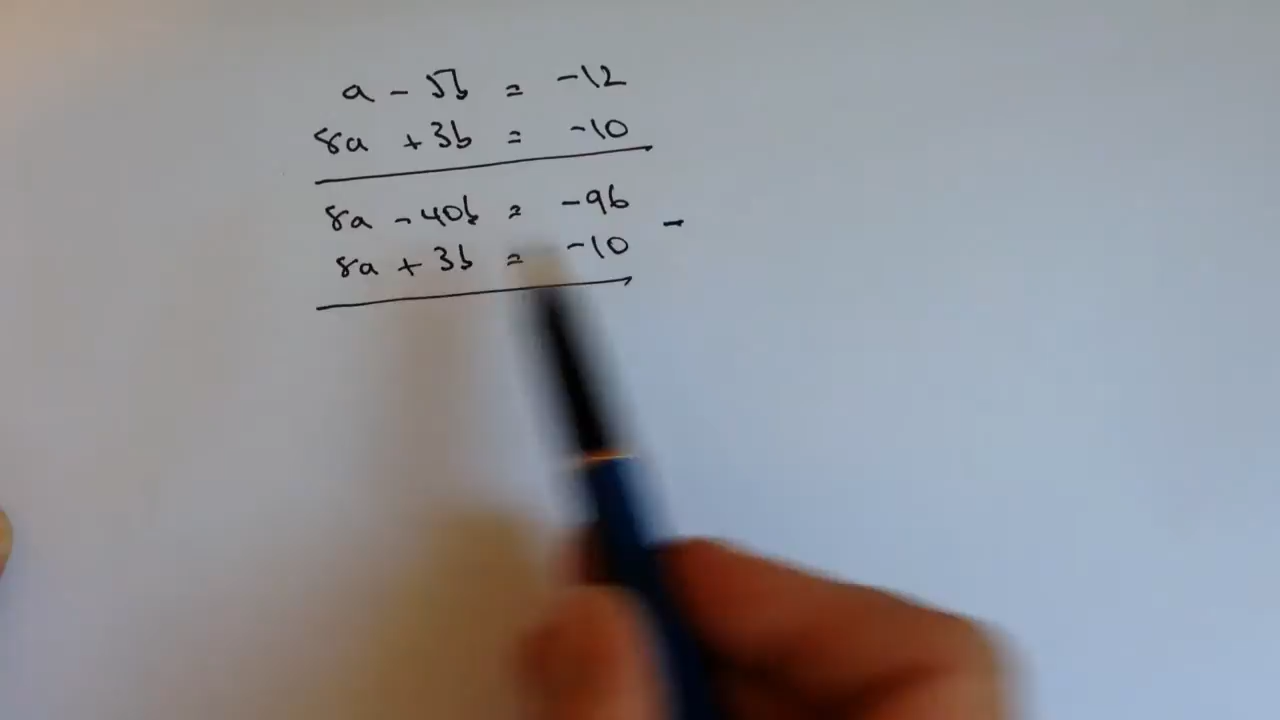 a - 5b = -12
8a + 3b = -10
8a - 40b = -96
8a + 3b = -10 -